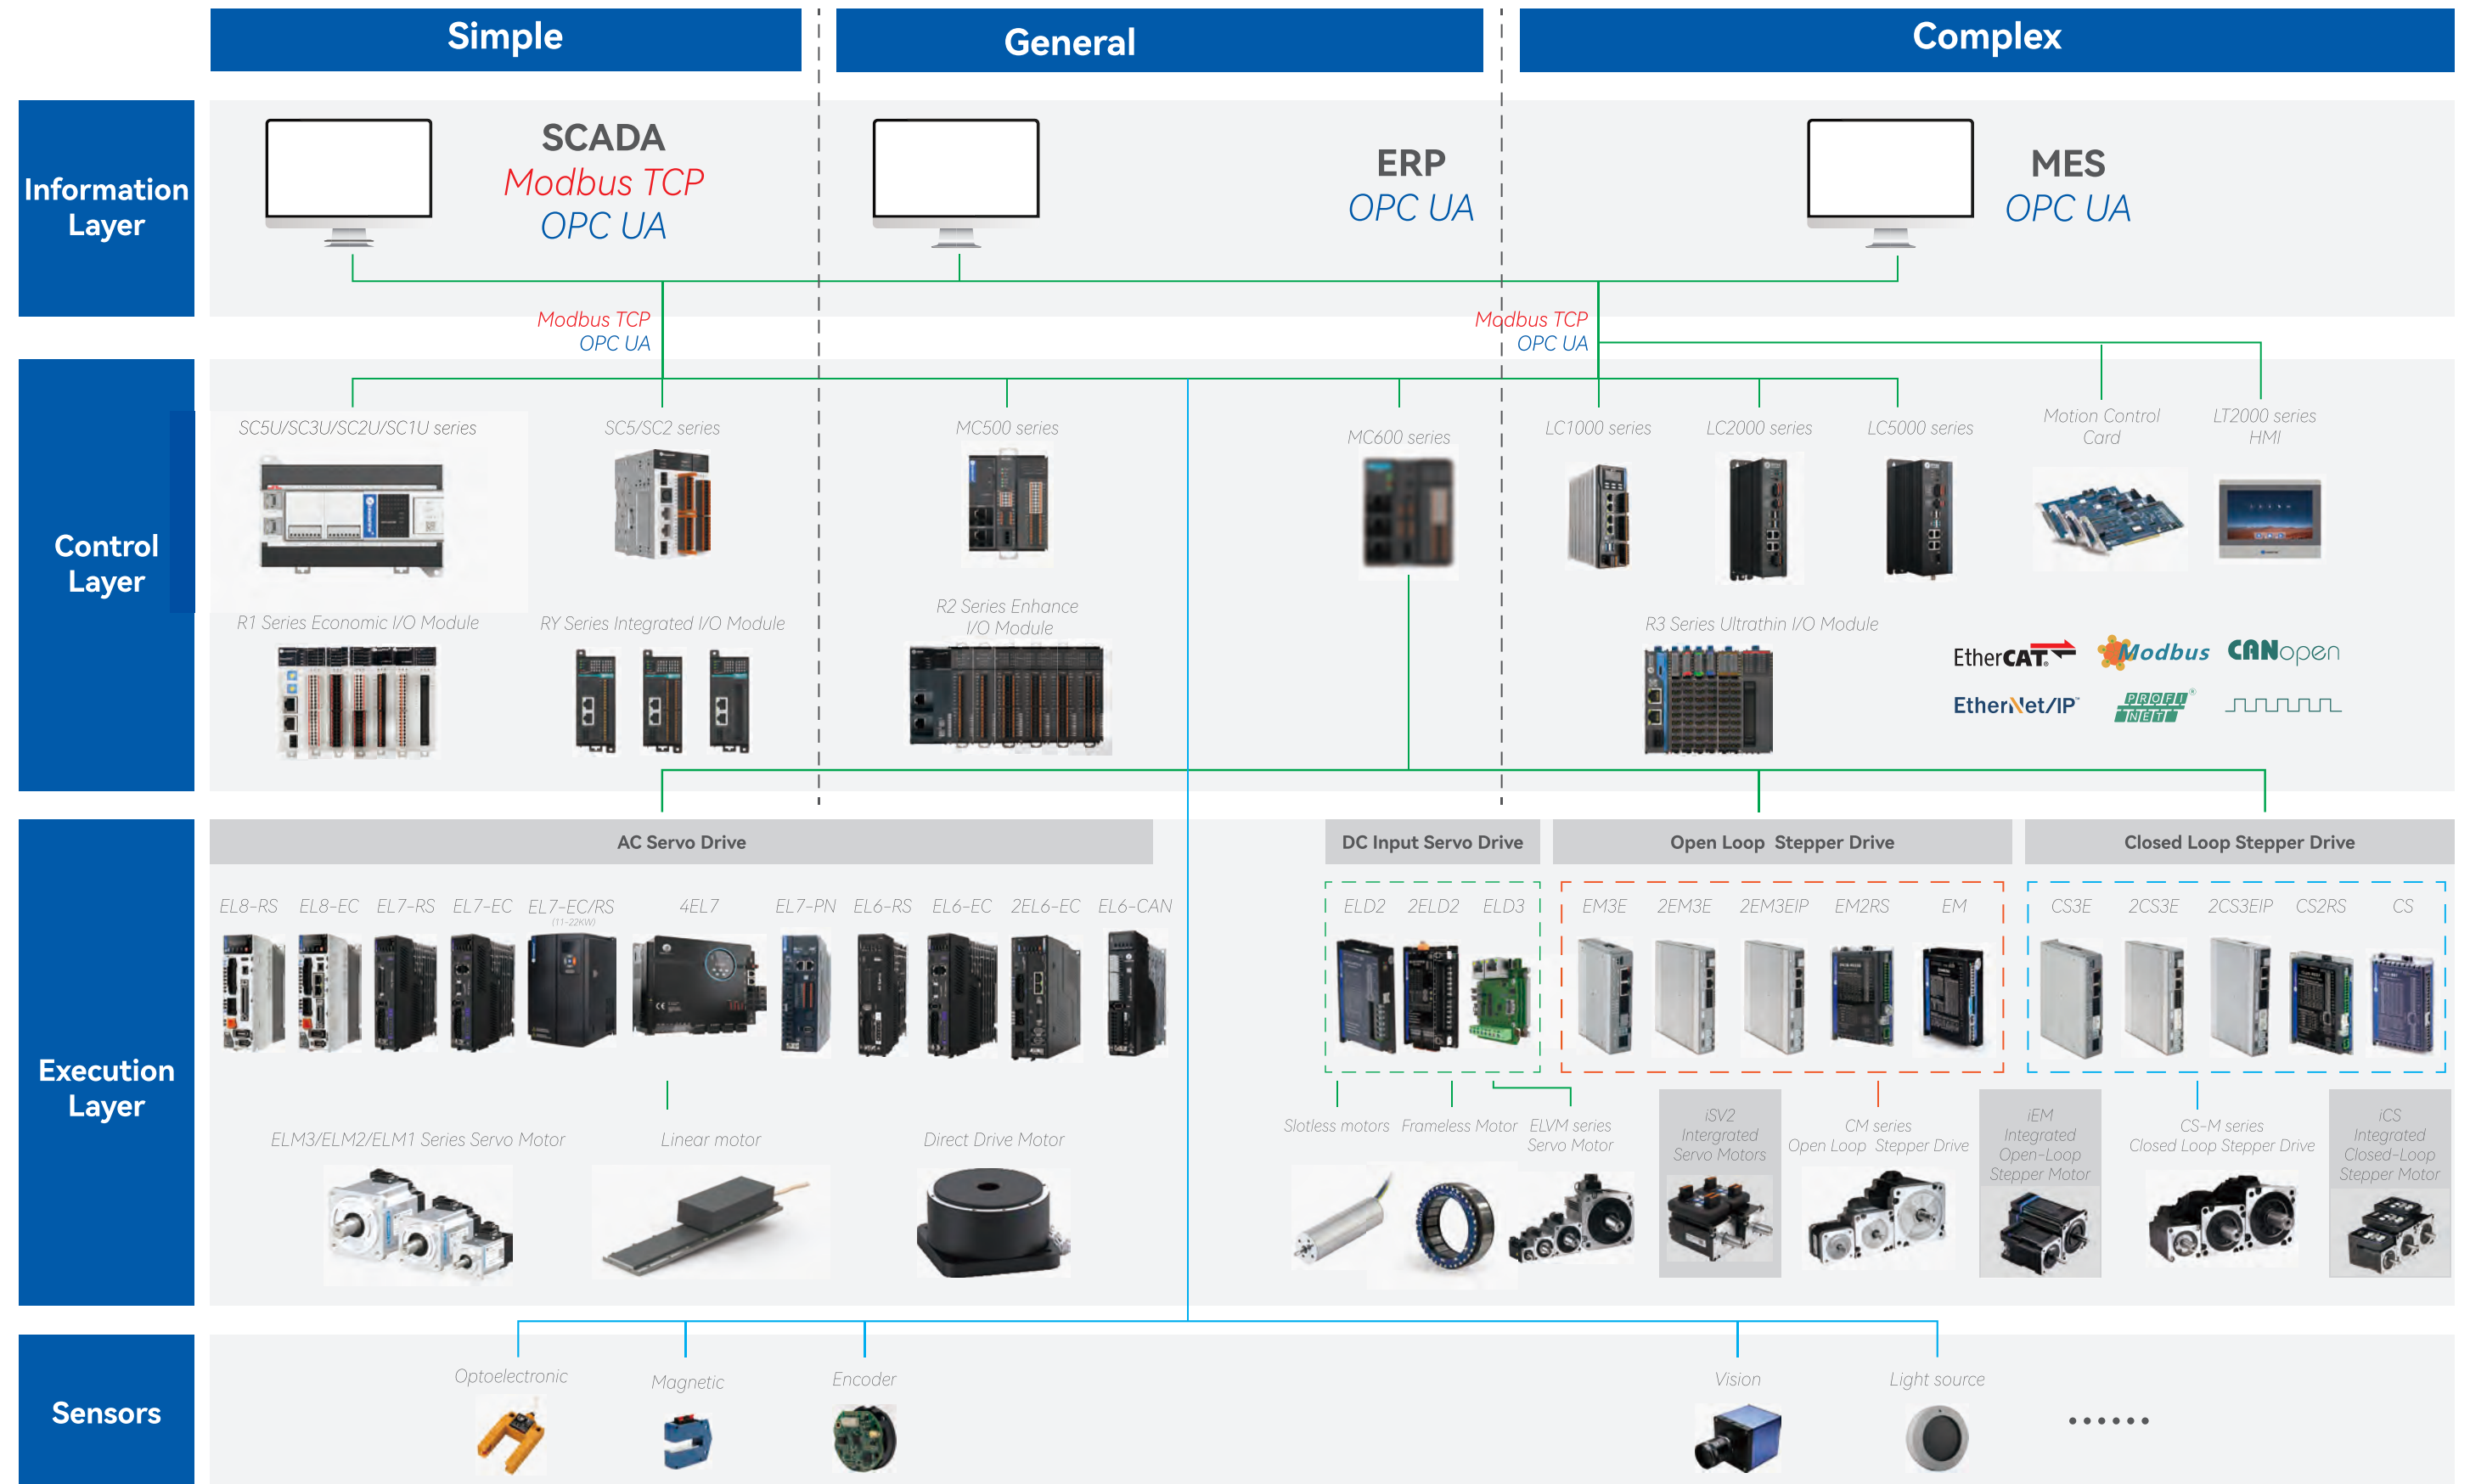 Simple
General
Complex
Information
Layer
SCADA
Modbus TCP
OPC UA
ERP
OPC UA
MES
OPC UA
Modbus TCP
OPC UA
Modbus TCP
OPC UA
Control
Layer
SC5U/SC3U/SC2U/SC1U series
SC5/SC2 series
MC500 series
MC600 series
LC1000 series
LC2000 series
LC5000 series
Motion Control
Card
LT2000 series
HMI
R1 Series Economic I/O Module
RY Series Integrated I/O Module
R2 Series Enhance
I/O Module
R3 Series Ultrathin I/O Module
EtherCAT®
Modbus
CANopen
EtherNet/IP™
PROFI®
NET
Execution
Layer
AC Servo Drive
DC Input Servo Drive
Open Loop Stepper Drive
Closed Loop Stepper Drive
EL8-RS
EL8-EC
EL7-RS
EL7-EC
EL7-EC/RS
(11-22KW)
4EL7
EL7-PN
EL6-RS
EL6-EC
2EL6-EC
EL6-CAN
ELD2
2ELD2
ELD3
EM3E
2EM3E
2EM3EIP
EM2RS
EM
CS3E
2CS3E
2CS3EIP
CS2RS
CS
ELM3/ELM2/ELM1 Series Servo Motor
Linear motor
Direct Drive Motor
Slotless motors
Frameless Motor
ELVM series
Servo Motor
iSV2
Intergrated
Servo Motors
CM series
Open Loop Stepper Drive
iEM
Integrated
Open-Loop
Stepper Motor
CS-M series
Closed Loop Stepper Drive
iCS
Integrated
Closed-Loop
Stepper Motor
Sensors
Optoelectronic
Magnetic
Encoder
Vision
Light source
......